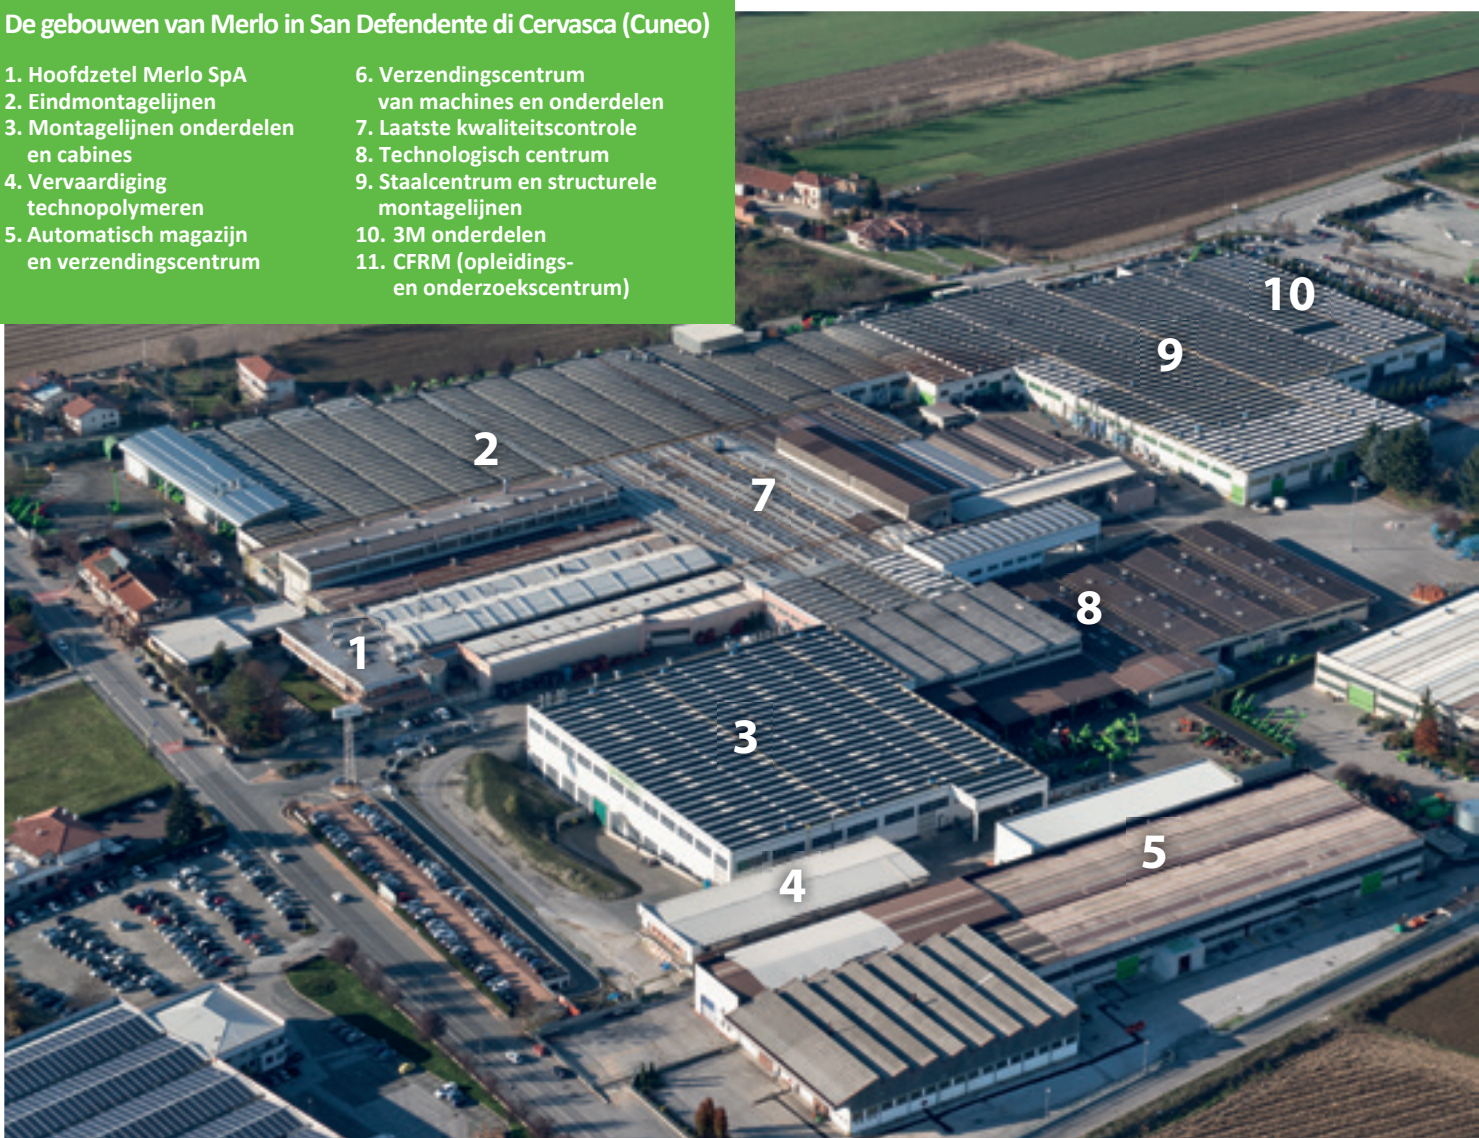 De gebouwen van Merlo in San Defendente di Cervasca (Cuneo)
1. Hoofdzetel Merlo SpA
2. Eindmontagelijnen
3. Montagelijnen onderdelen
en cabines
4. Vervaardiging
technopolymeren
5. Automatisch magazijn
en verzendingscentrum
6. Verzendingscentrum
van machines en onderdelen
7. Laatste kwaliteitscontrole
8. Technologisch centrum
9. Staalcentrum en structurele
montagelijnen
10. 3M onderdelen
11. CFRM (opleidings-
en onderzoekscentrum)
10
9
2
7
8
1
3
5
4